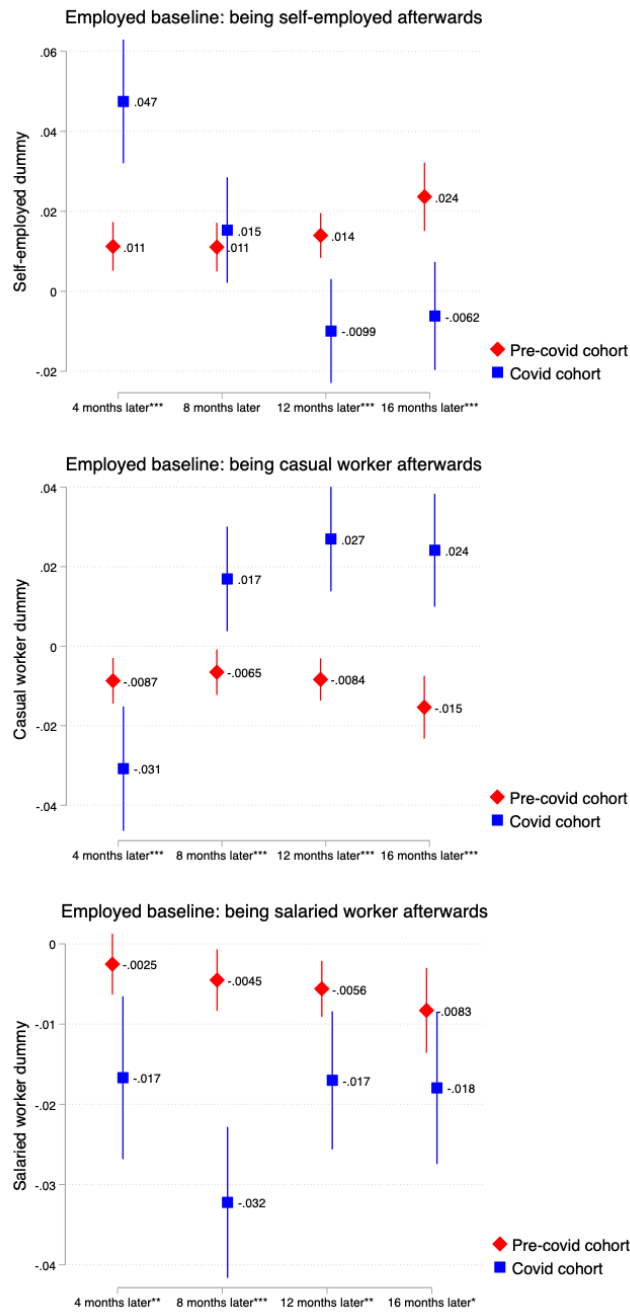 Employed baseline: being self-employed afterwards
Self-employed dummy
.06
.04
.02
0
-.02
.047
.011
.011
.015
.014
-.0099
.024
-.0062
4 months later***
8 months later
12 months later***
16 months later***
Pre-covid cohort
Covid cohort
Employed baseline: being casual worker afterwards
Casual worker dummy
.04
.02
0
-.02
-.04
-.0087
-.031
.017
-.0065
.027
-.0084
.024
-.015
4 months later***
8 months later***
12 months later***
16 months later***
Pre-covid cohort
Covid cohort
Employed baseline: being salaried worker afterwards
Salaried worker dummy
0
-.01
-.02
-.03
-.04
-.0025
-.017
-.0045
-.032
-.0056
-.017
-.0083
-.018
4 months later**
8 months later***
12 months later**
16 months later*
Pre-covid cohort
Covid cohort